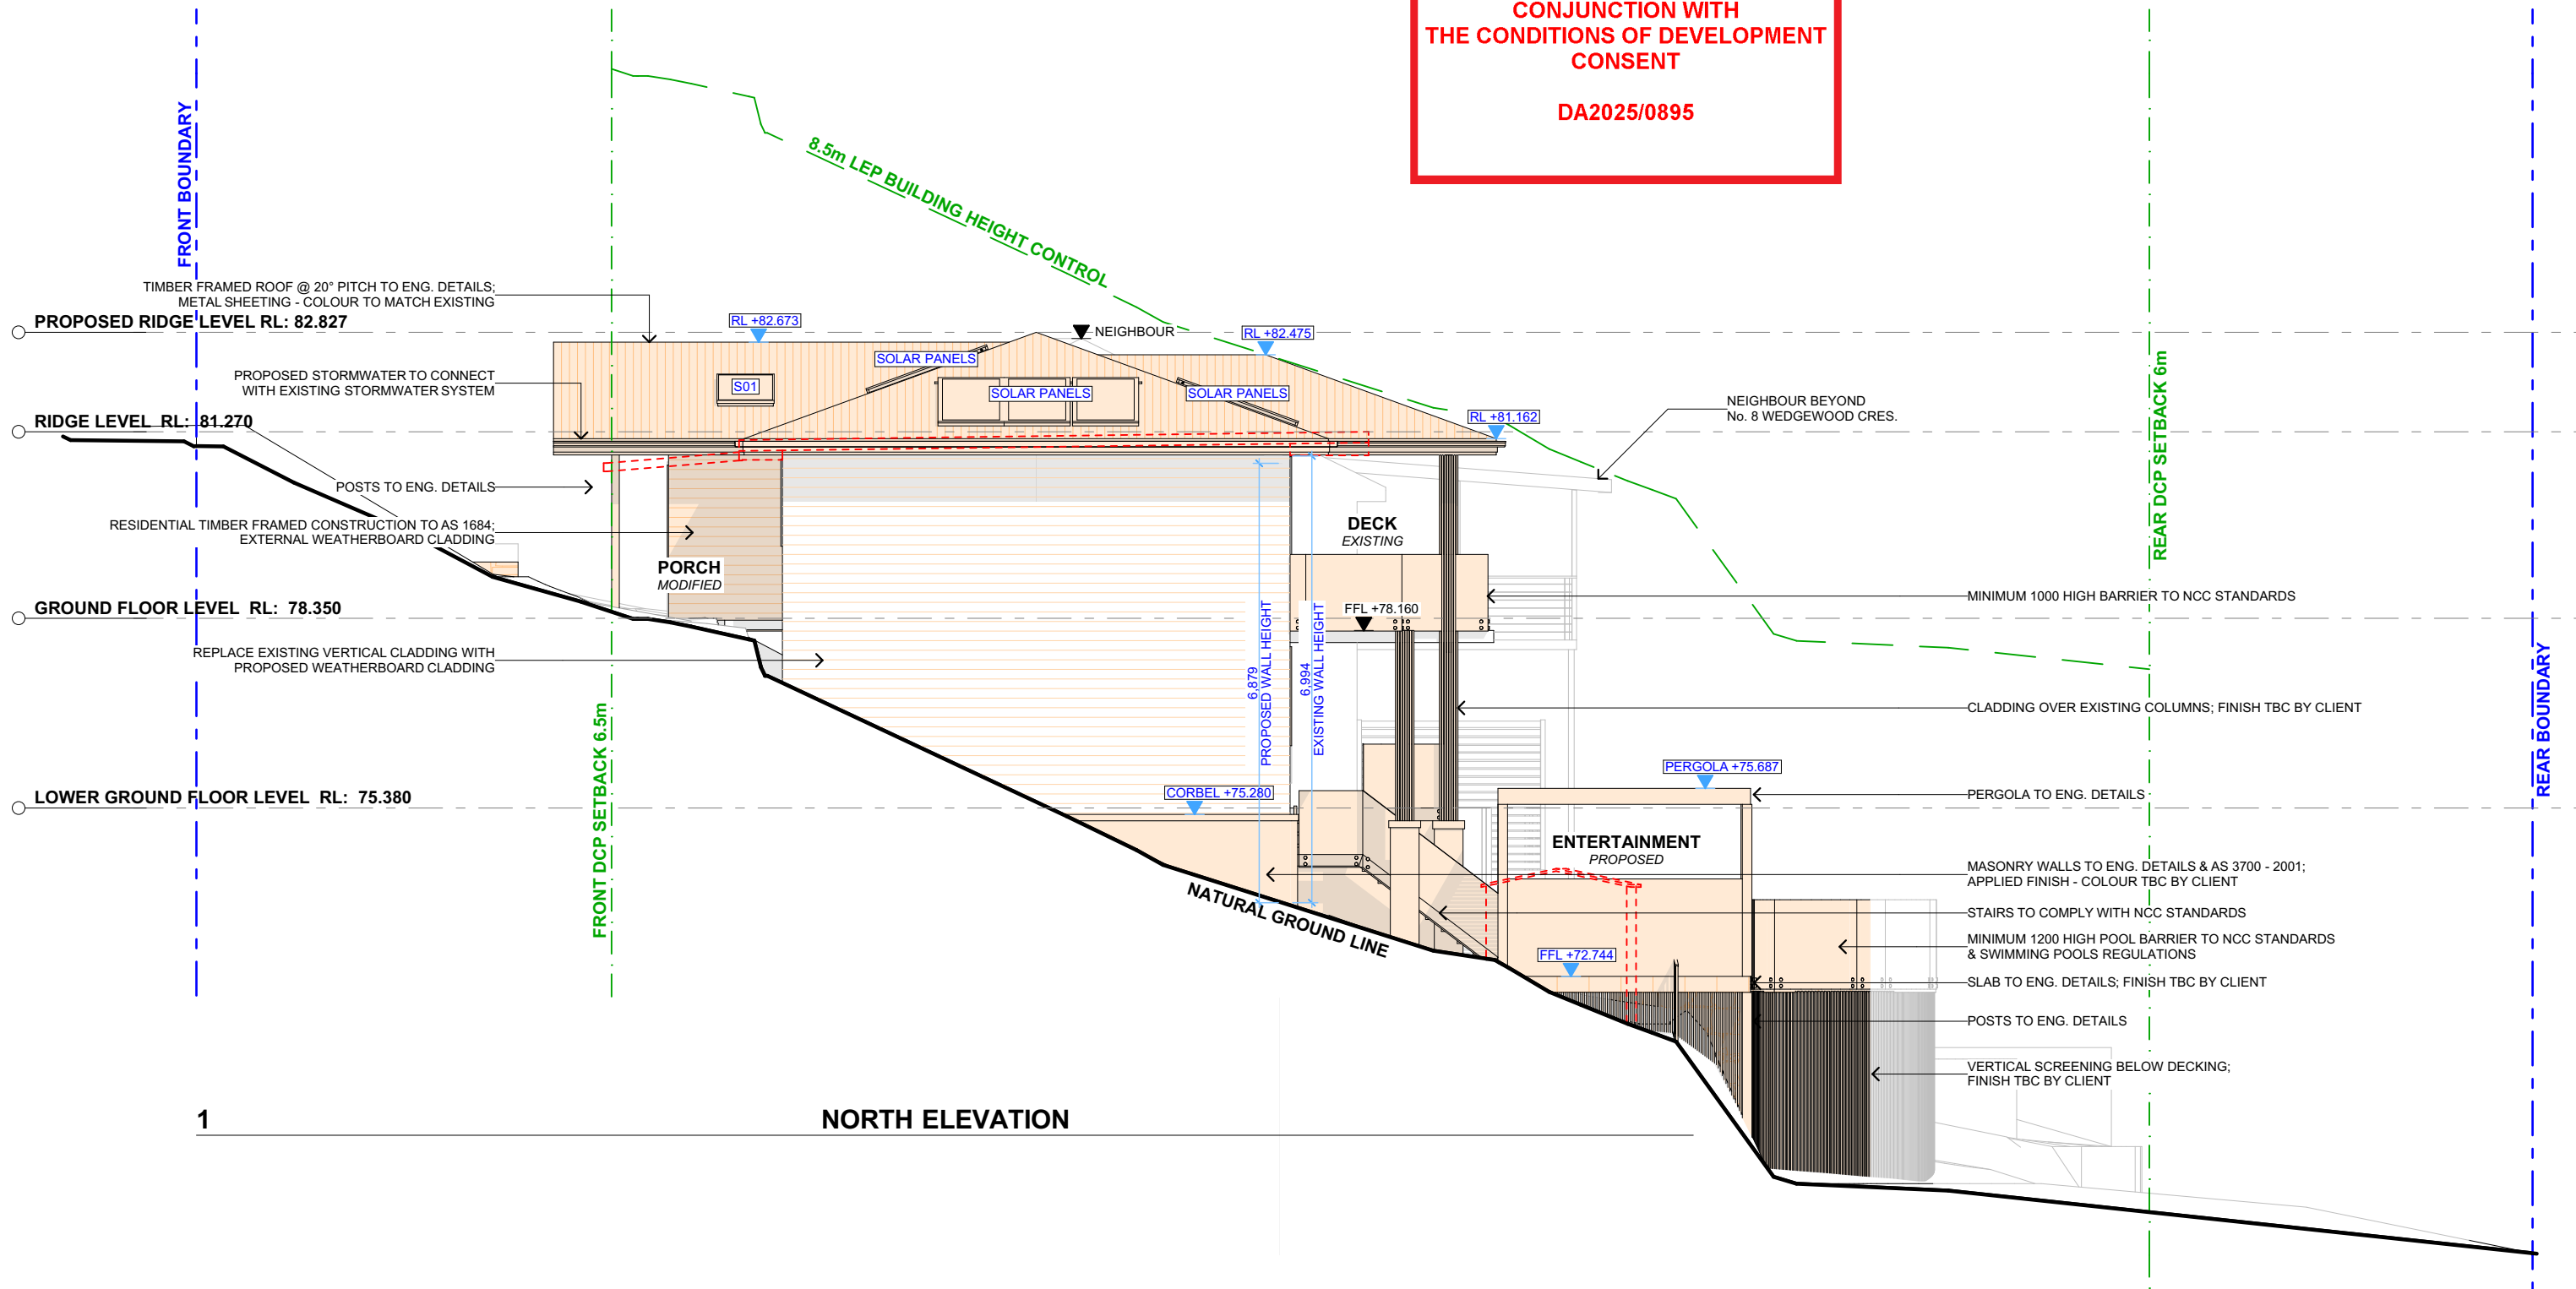 CONJUNCTION WITH
THE CONDITIONS OF DEVELOPMENT
CONSENT
DA2025/0895
FRONT BOUNDARY
8.5m LEP BUILDING HEIGHT CONTROL
TIMBER FRAMED ROOF @ 20° PITCH TO ENG. DETAILS;
METAL SHEETING - COLOUR TO MATCH EXISTING
PROPOSED RIDGE LEVEL RL: 82.827
RL +82.673
NEIGHBOUR
RL +82.475
SOLAR PANELS
S01
SOLAR PANELS
SOLAR PANELS
PROPOSED STORMWATER TO CONNECT
WITH EXISTING STORMWATER SYSTEM
RIDGE LEVEL RL: 81.270
RL +81.162
NEIGHBOUR BEYOND
No. 8 WEDGEWOOD CRES.
REAR DCP SETBACK 6m
POSTS TO ENG. DETAILS
RESIDENTIAL TIMBER FRAMED CONSTRUCTION TO AS 1684;
EXTERNAL WEATHERBOARD CLADDING
DECK
EXISTING
PORCH
MODIFIED
MINIMUM 1000 HIGH BARRIER TO NCC STANDARDS
GROUND FLOOR LEVEL RL: 78.350
FFL +78.160
REPLACE EXISTING VERTICAL CLADDING WITH
PROPOSED WEATHERBOARD CLADDING
6,879
PROPOSED WALL HEIGHT
6,994
EXISTING WALL HEIGHT
CLADDING OVER EXISTING COLUMNS; FINISH TBC BY CLIENT
REAR BOUNDARY
FRONT DCP SETBACK 6.5m
PERGOLA +75.687
LOWER GROUND FLOOR LEVEL RL: 75.380
CORBEL +75.280
PERGOLA TO ENG. DETAILS
ENTERTAINMENT
PROPOSED
MASONRY WALLS TO ENG. DETAILS & AS 3700 - 2001;
APPLIED FINISH - COLOUR TBC BY CLIENT
NATURAL GROUND LINE
STAIRS TO COMPLY WITH NCC STANDARDS
MINIMUM 1200 HIGH POOL BARRIER TO NCC STANDARDS
& SWIMMING POOLS REGULATIONS
FFL +72.744
SLAB TO ENG. DETAILS; FINISH TBC BY CLIENT
POSTS TO ENG. DETAILS
VERTICAL SCREENING BELOW DECKING;
FINISH TBC BY CLIENT
1
NORTH ELEVATION